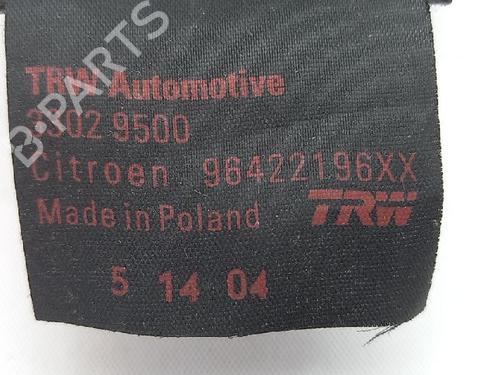 TRW Automotive
3302 9500
Citroen 96422196XX
Made in Poland TRW
5 14 04
B-PARTS